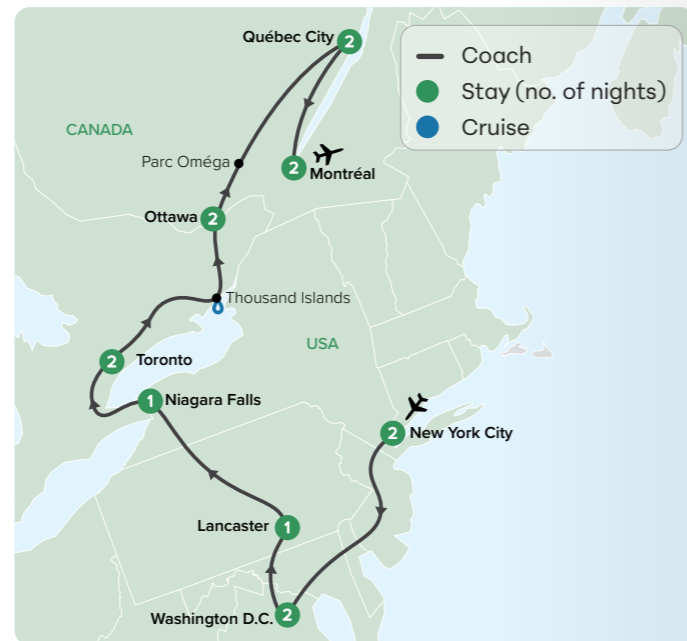 Québec City 2
Coach
Stay (no. of nights)
Cruise
CANADA
Parc Oméga
2 Montréal
Ottawa 2
Thousand Islands
USA
2 Toronto
1 Niagara Falls
2 New York City
Lancaster 1
Washington D.C. 2